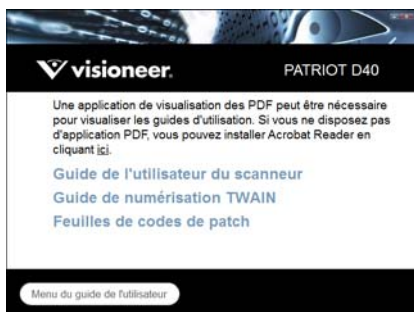 visioneer.
PATRIOT D40
Une application de visualisation des PDF peut être nécessaire
pour visualiser les guides d'utilisation. Si vous ne disposez pas
d'application PDF, vous pouvez installer Acrobat Reader en
cliquant ici.
Guide de l'utilisateur du scanneur
Guide de numérisation TWAIN
Feuilles de codes de patch
Menu du guide de l'utilisateur